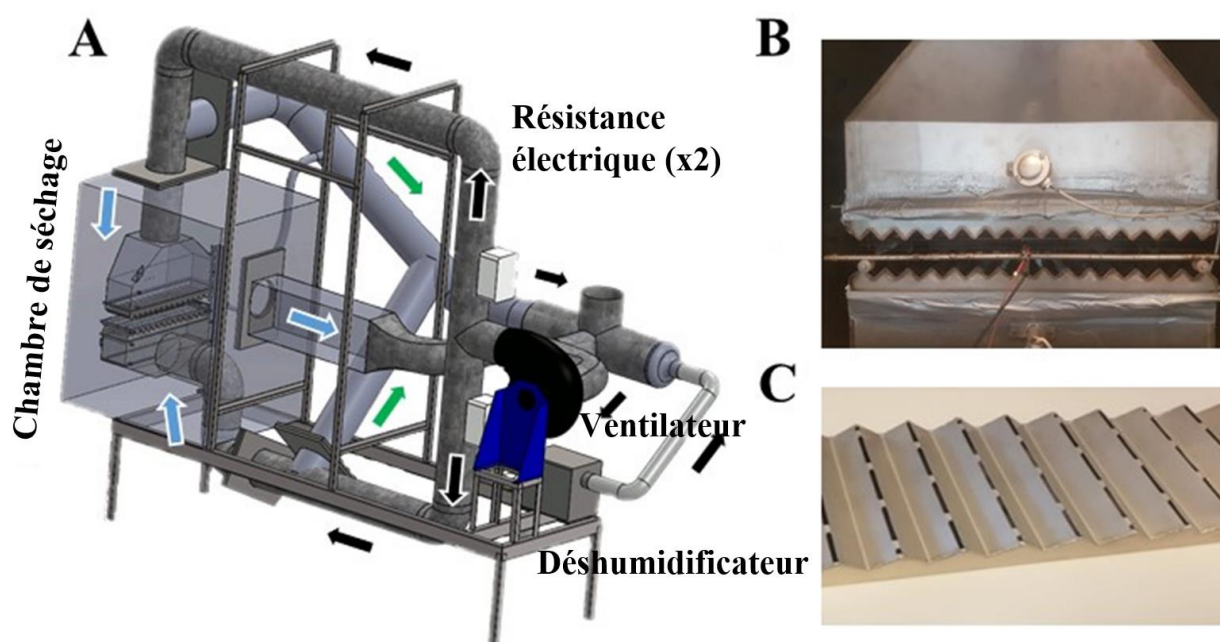 A
B
Résistance
électrique (x2)
Chambre de séchage
C
Ventilateur
Déshumidificateur